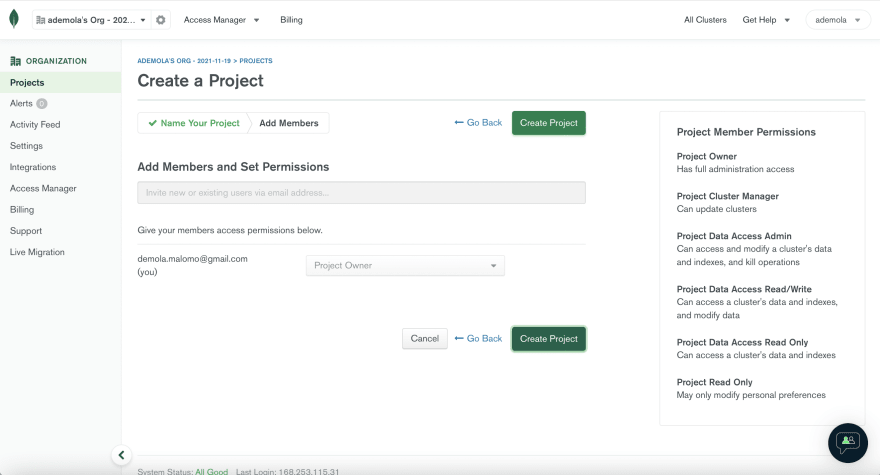 ademola's Org - 202...
Access Manager
Billing
All Clusters
Get Help
ademola
ORGANIZATION
Projects
Alerts 0
Activity Feed
Settings
Integrations
Access Manager
Billing
Support
Live Migration
ADEMOLA'S ORG - 2021-11-19 > PROJECTS
Create a Project
Name Your Project
Add Members
Go Back
Create Project
Add Members and Set Permissions
Invite new or existing users via email address...
Give your members access permissions below.
demola.malomo@gmail.com
(you)
Project Owner
Cancel
Go Back
Create Project
Project Member Permissions
Project Owner
Has full administration access
Project Cluster Manager
Can update clusters
Project Data Access Admin
Can access and modify a cluster's data
and indexes, and kill operations
Project Data Access Read/Write
Can access a cluster's data and indexes,
and modify data
Project Data Access Read Only
Can access a cluster's data and indexes
Project Read Only
May only modify personal preferences
System Status: All Good Last Login: 168.253.115.31